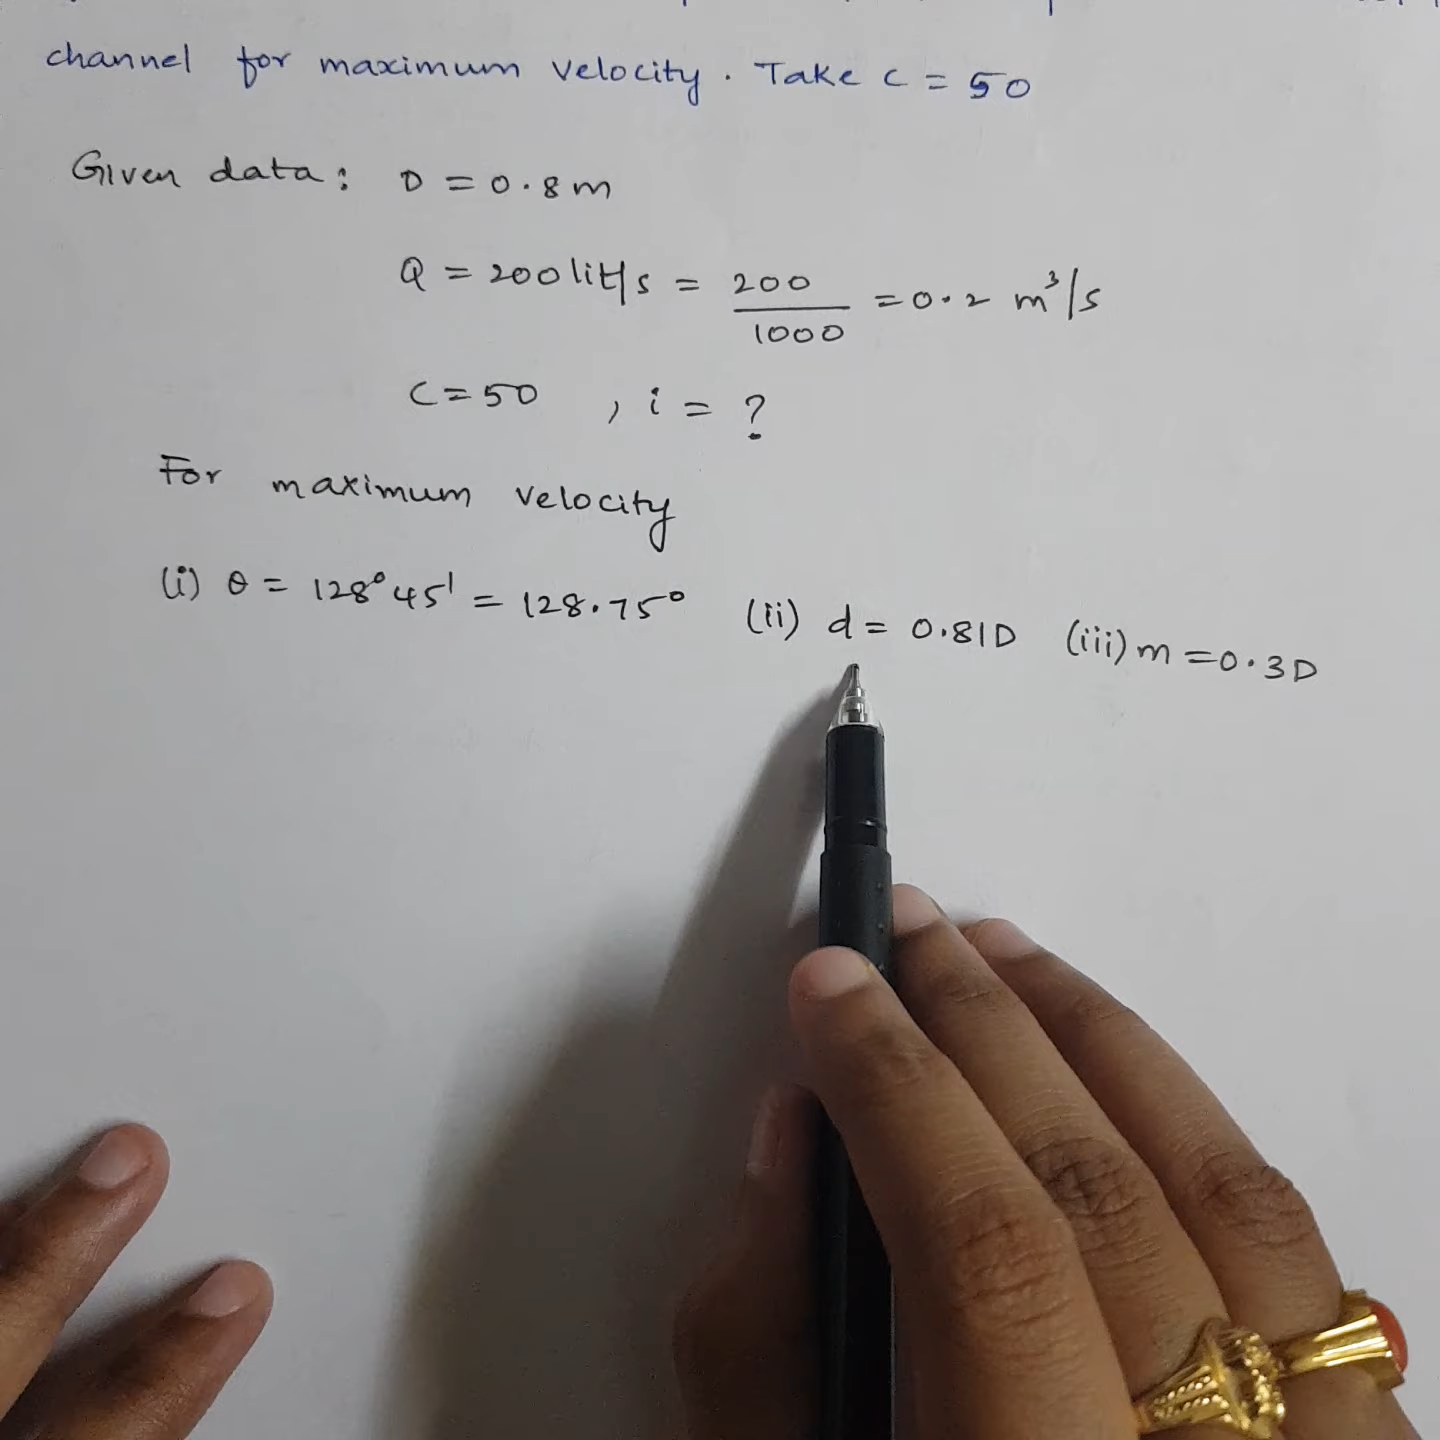 channel for maximum velocity. Take C = 50
Given data: D = 0.8m
Q = 200 lit/s = 200/1000 = 0.2 m³/s
C = 50 , i = ?
For maximum velocity
(i) θ = 128°45' = 128.75° (ii) d = 0.81D (iii) m = 0.3D